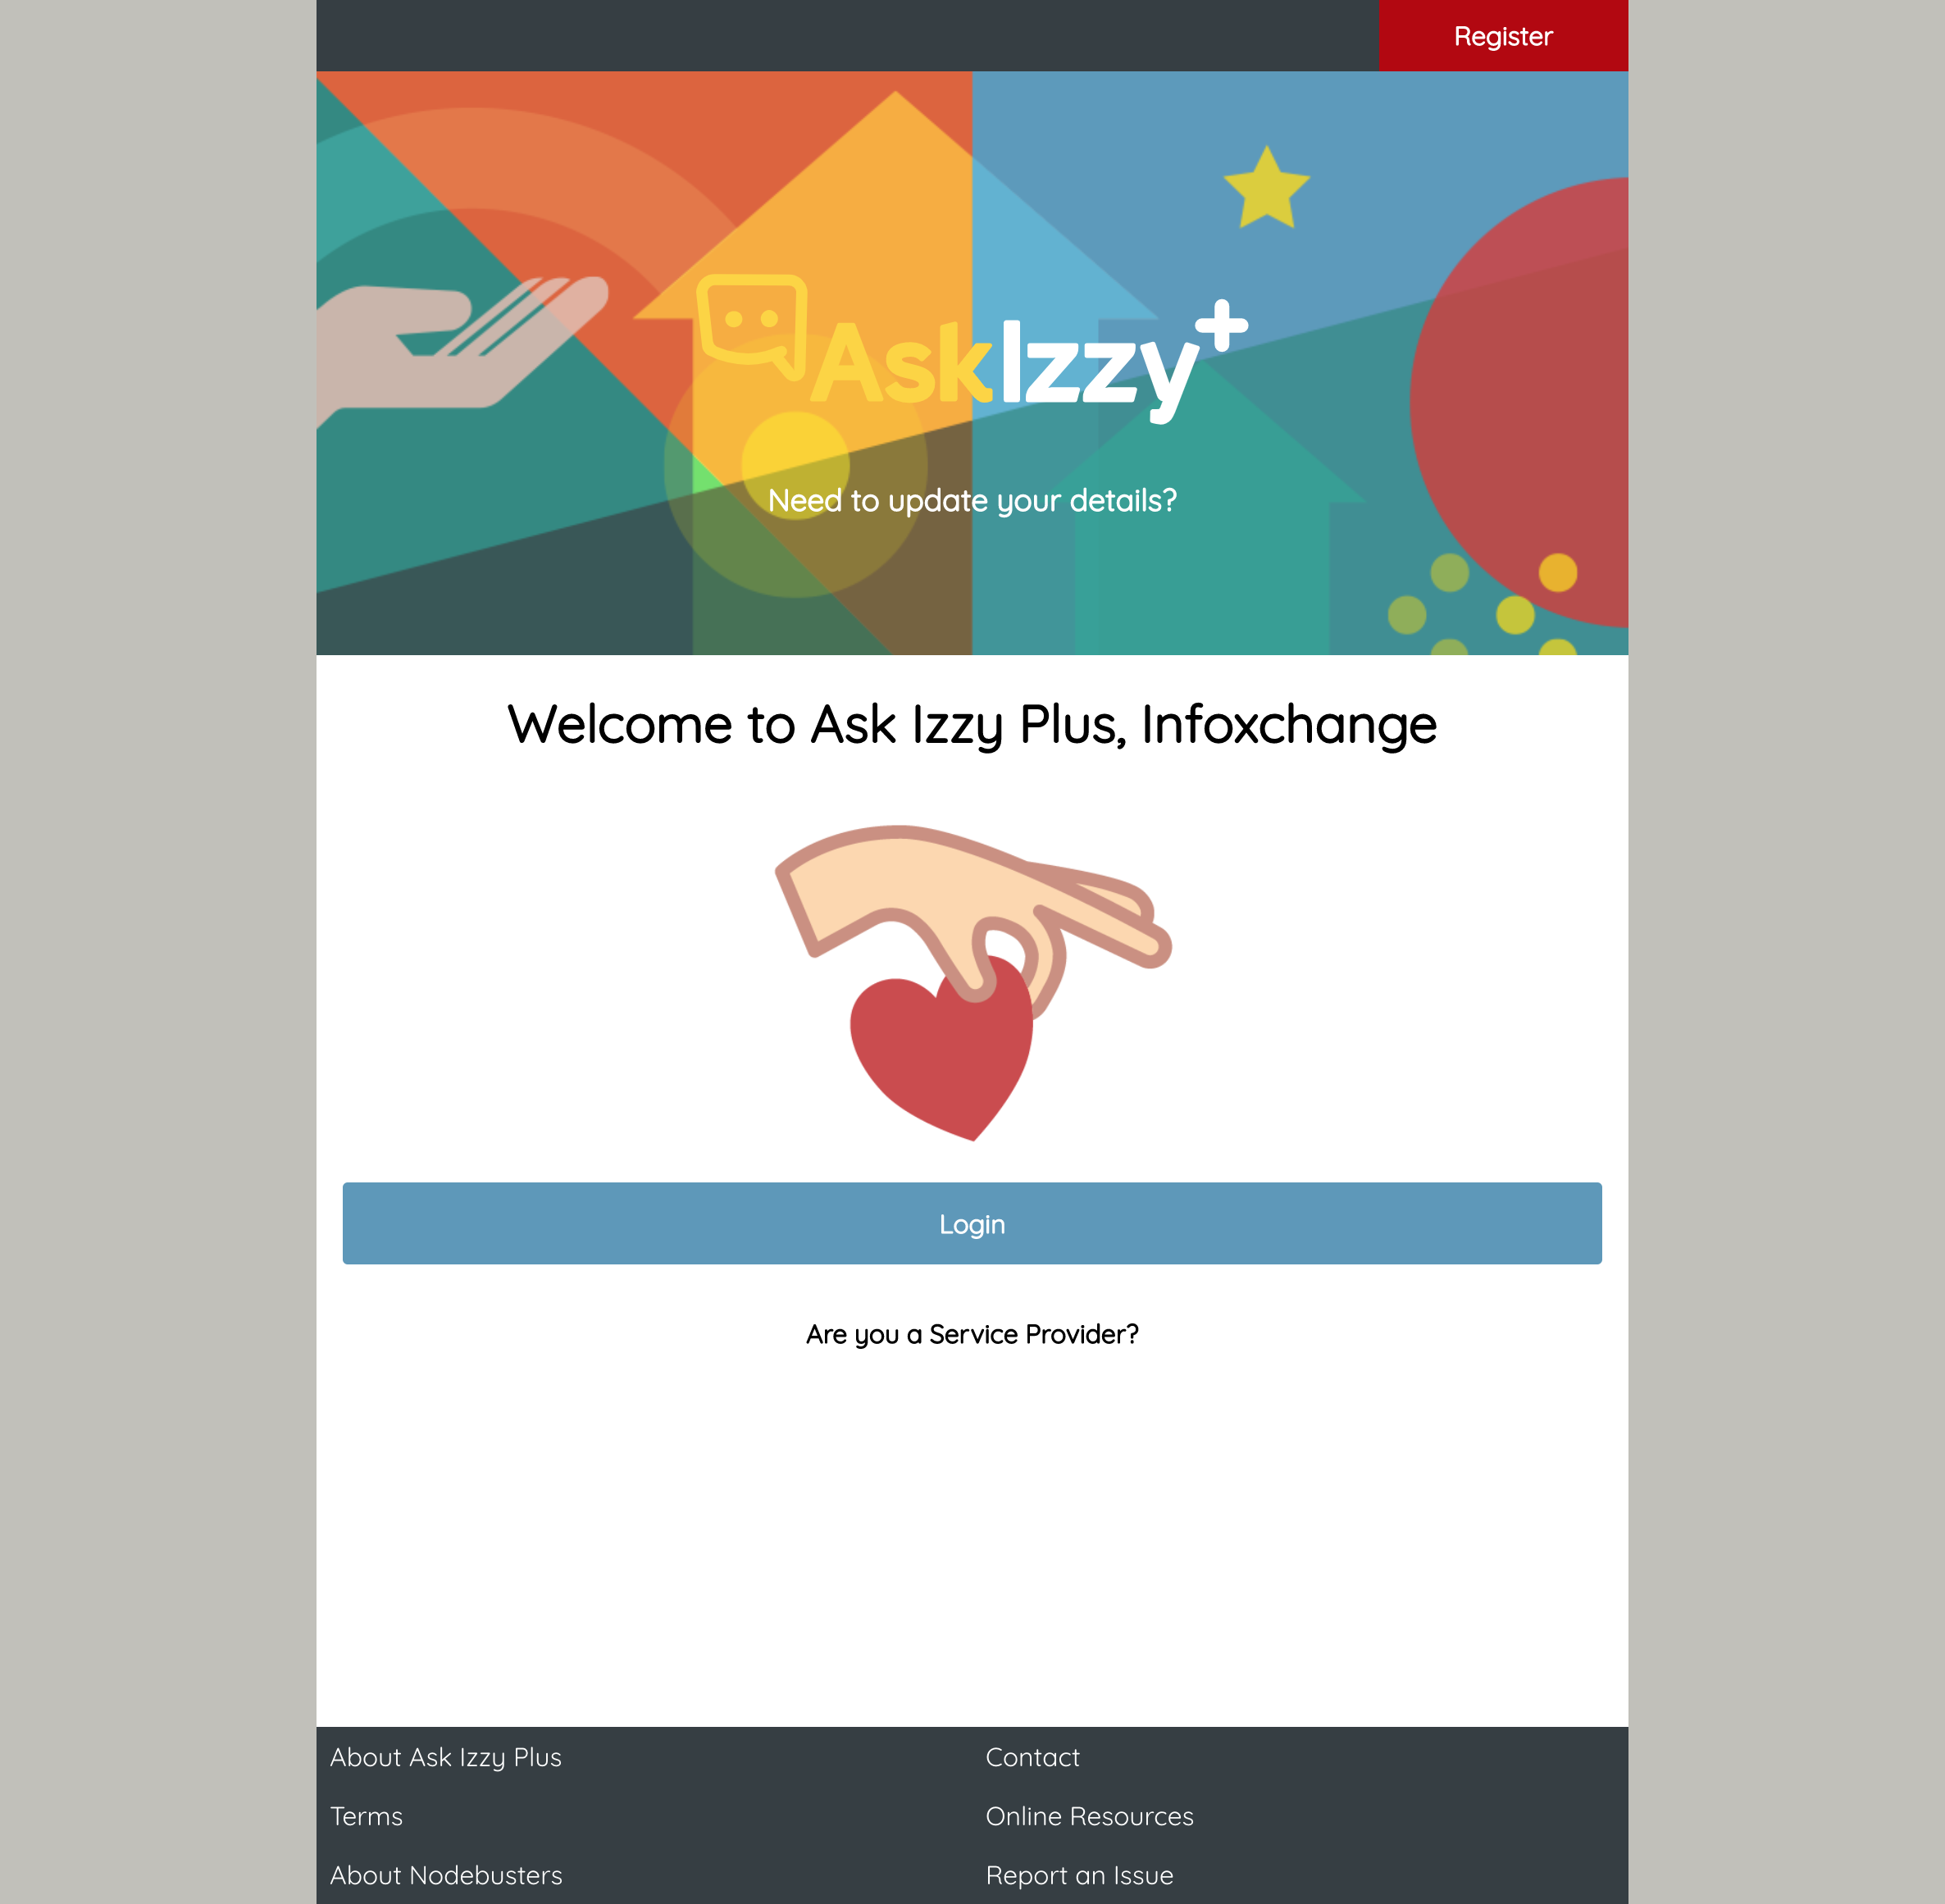 Register
AskIzzy+
Need to update your details?
Welcome to Ask Izzy Plus, Infoxchange
Login
Are you a Service Provider?
About Ask Izzy Plus
Contact
Terms
Online Resources
About Nodebusters
Report an Issue